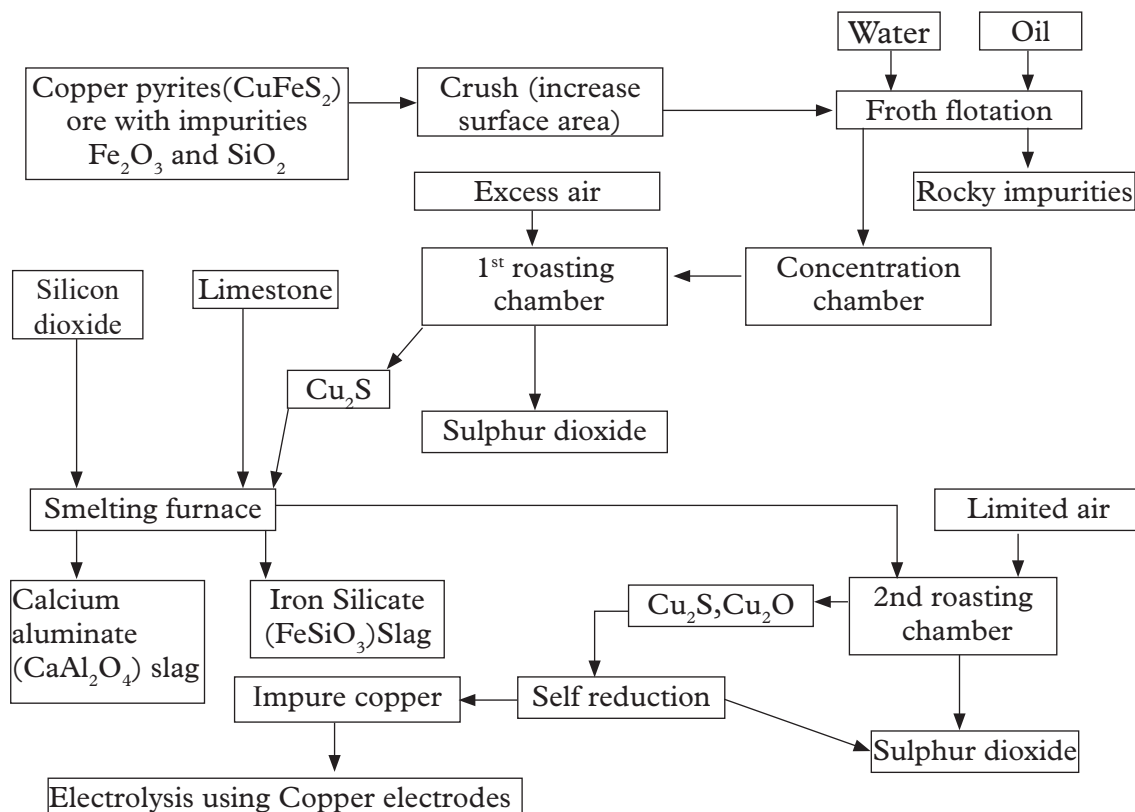 Water
Oil
Copper pyrites(CuFeS₂)
ore with impurities
Fe₂O₃ and SiO₂
Crush (increase
surface area)
Froth flotation
Rocky impurities
Excess air
1ˢᵗ roasting
chamber
Concentration
chamber
Silicon
dioxide
Limestone
Cu₂S
Sulphur dioxide
Smelting furnace
Limited air
Calcium
aluminate
(CaAl₂O₄) slag
Iron Silicate
(FeSiO₃)Slag
Cu₂S,Cu₂O
2nd roasting
chamber
Impure copper
Self reduction
Sulphur dioxide
Electrolysis using Copper electrodes